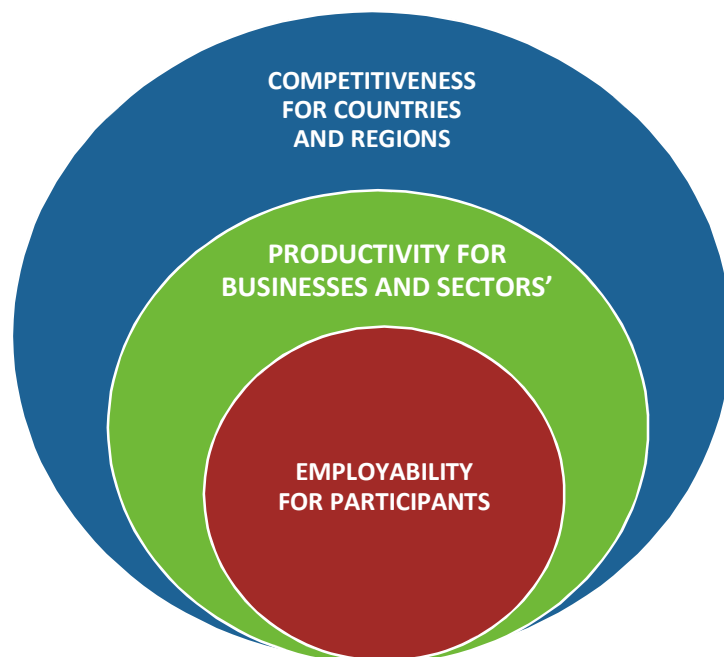 COMPETITIVENESS
FOR COUNTRIES
AND REGIONS
PRODUCTIVITY FOR
BUSINESSES AND SECTORS’
EMPLOYABILITY
FOR PARTICIPANTS